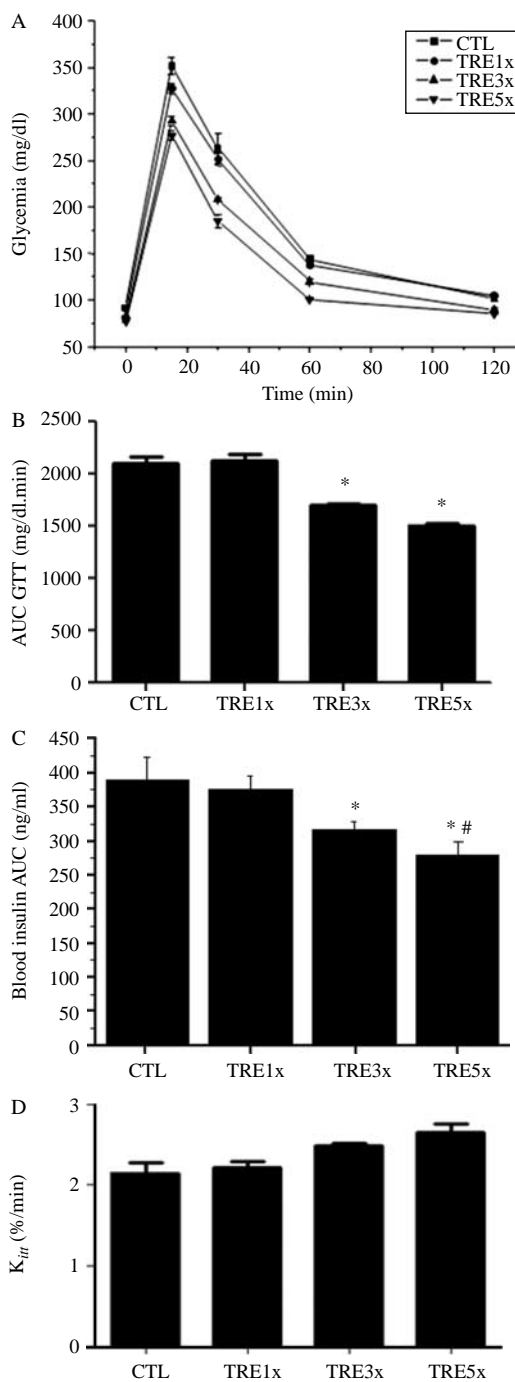 A
CTL
TRE1x
TRE3x
TRE5x
400
350
300
250
200
150
100
50
Glycemia (mg/dl)
0 20 40 60 80 100 120
Time (min)
B
2500
2000
1500
1000
500
0
AUC GTT (mg/dl.min)
* *
CTL TRE1x TRE3x TRE5x
C
450
400
350
300
250
200
150
100
50
0
Blood insulin AUC (ng/ml)
* * #
CTL TRE1x TRE3x TRE5x
D
3
2
1
0
Kitt (%/min)
CTL TRE1x TRE3x TRE5x